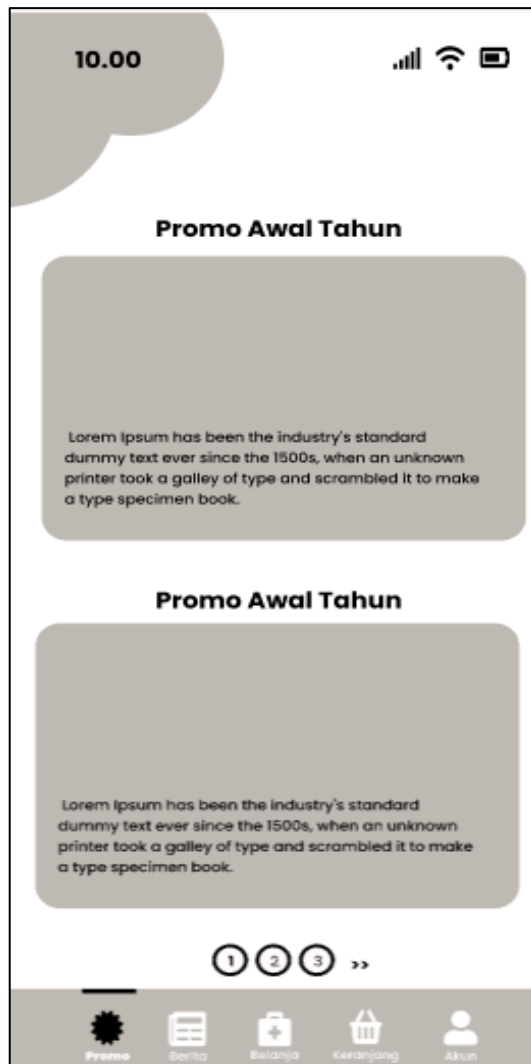 10.00
Promo Awal Tahun
Lorem Ipsum has been the industry's standard
dummy text ever since the 1500s, when an unknown
printer took a galley of type and scrambled it to make
a type specimen book.
Promo Awal Tahun
Lorem Ipsum has been the industry's standard
dummy text ever since the 1500s, when an unknown
printer took a galley of type and scrambled it to make
a type specimen book.
1 2 3 >>
Promo Berita Belanja Keranjang Akun